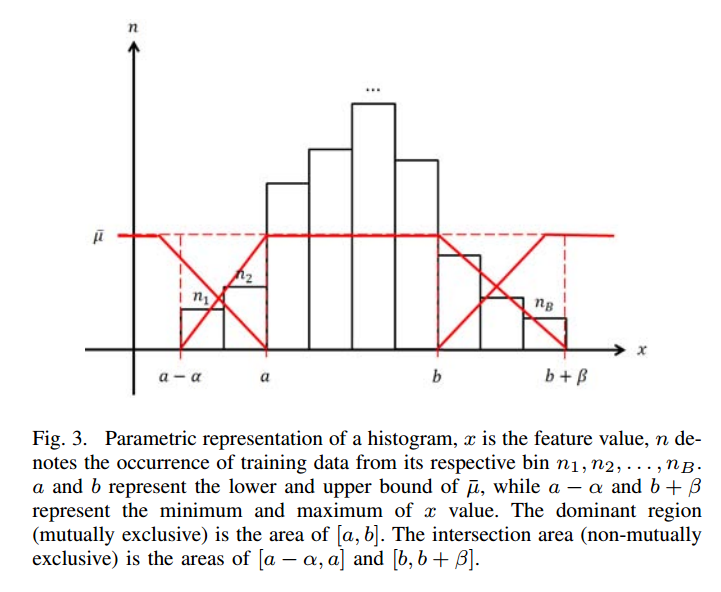 n
...
μ̄
n₂
n₁
n_B
x
a − α
a
b
b + β
Fig. 3. Parametric representation of a histogram, x is the feature value, n de-
notes the occurrence of training data from its respective bin n₁, n₂, . . . , n_B.
a and b represent the lower and upper bound of μ̄, while a − α and b + β
represent the minimum and maximum of x value. The dominant region
(mutually exclusive) is the area of [a, b]. The intersection area (non-mutually
exclusive) is the areas of [a − α, a] and [b, b + β].